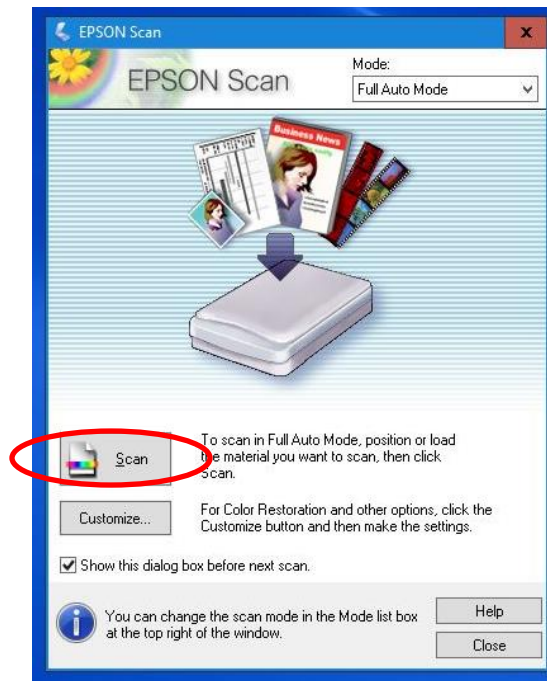 EPSON Scan
x
EPSON Scan
Mode:
Full Auto Mode
Business News
Scan
To scan in Full Auto Mode, position or load
the material you want to scan, then click
Scan.
Customize...
For Color Restoration and other options, click the
Customize button and then make the settings.
Show this dialog box before next scan.
You can change the scan mode in the Mode list box
at the top right of the window.
Help
Close